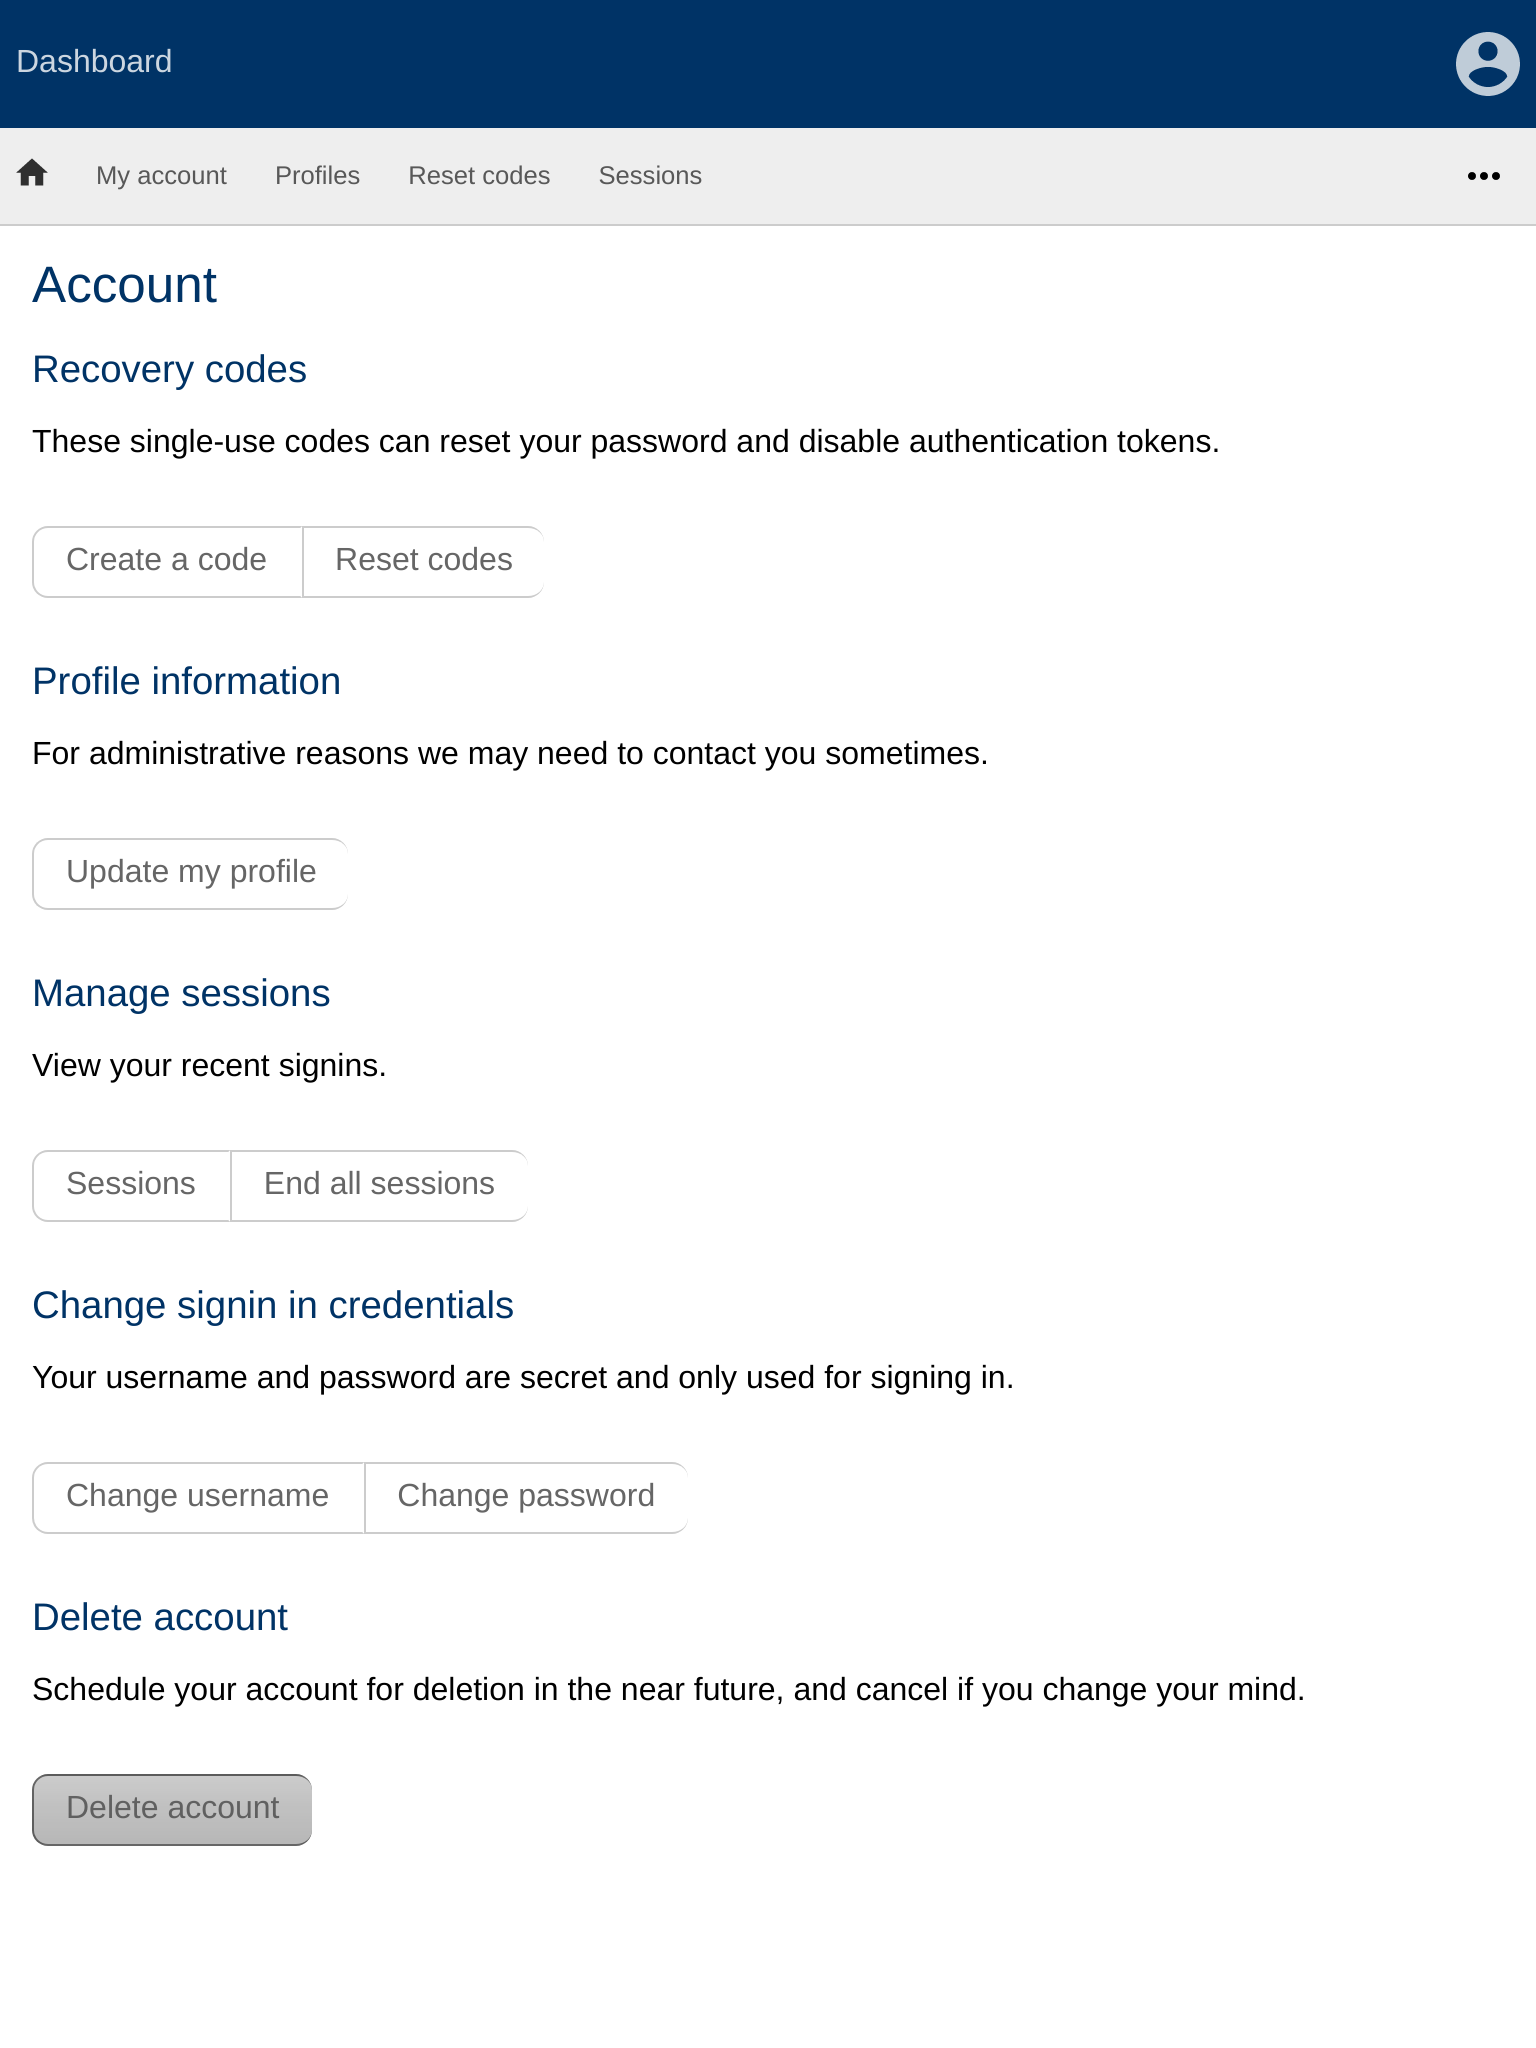 Dashboard
My account Profiles Reset codes Sessions
Account
Recovery codes
These single-use codes can reset your password and disable authentication tokens.
Create a code Reset codes
Profile information
For administrative reasons we may need to contact you sometimes.
Update my profile
Manage sessions
View your recent signins.
Sessions End all sessions
Change signin in credentials
Your username and password are secret and only used for signing in.
Change username Change password
Delete account
Schedule your account for deletion in the near future, and cancel if you change your mind.
Delete account